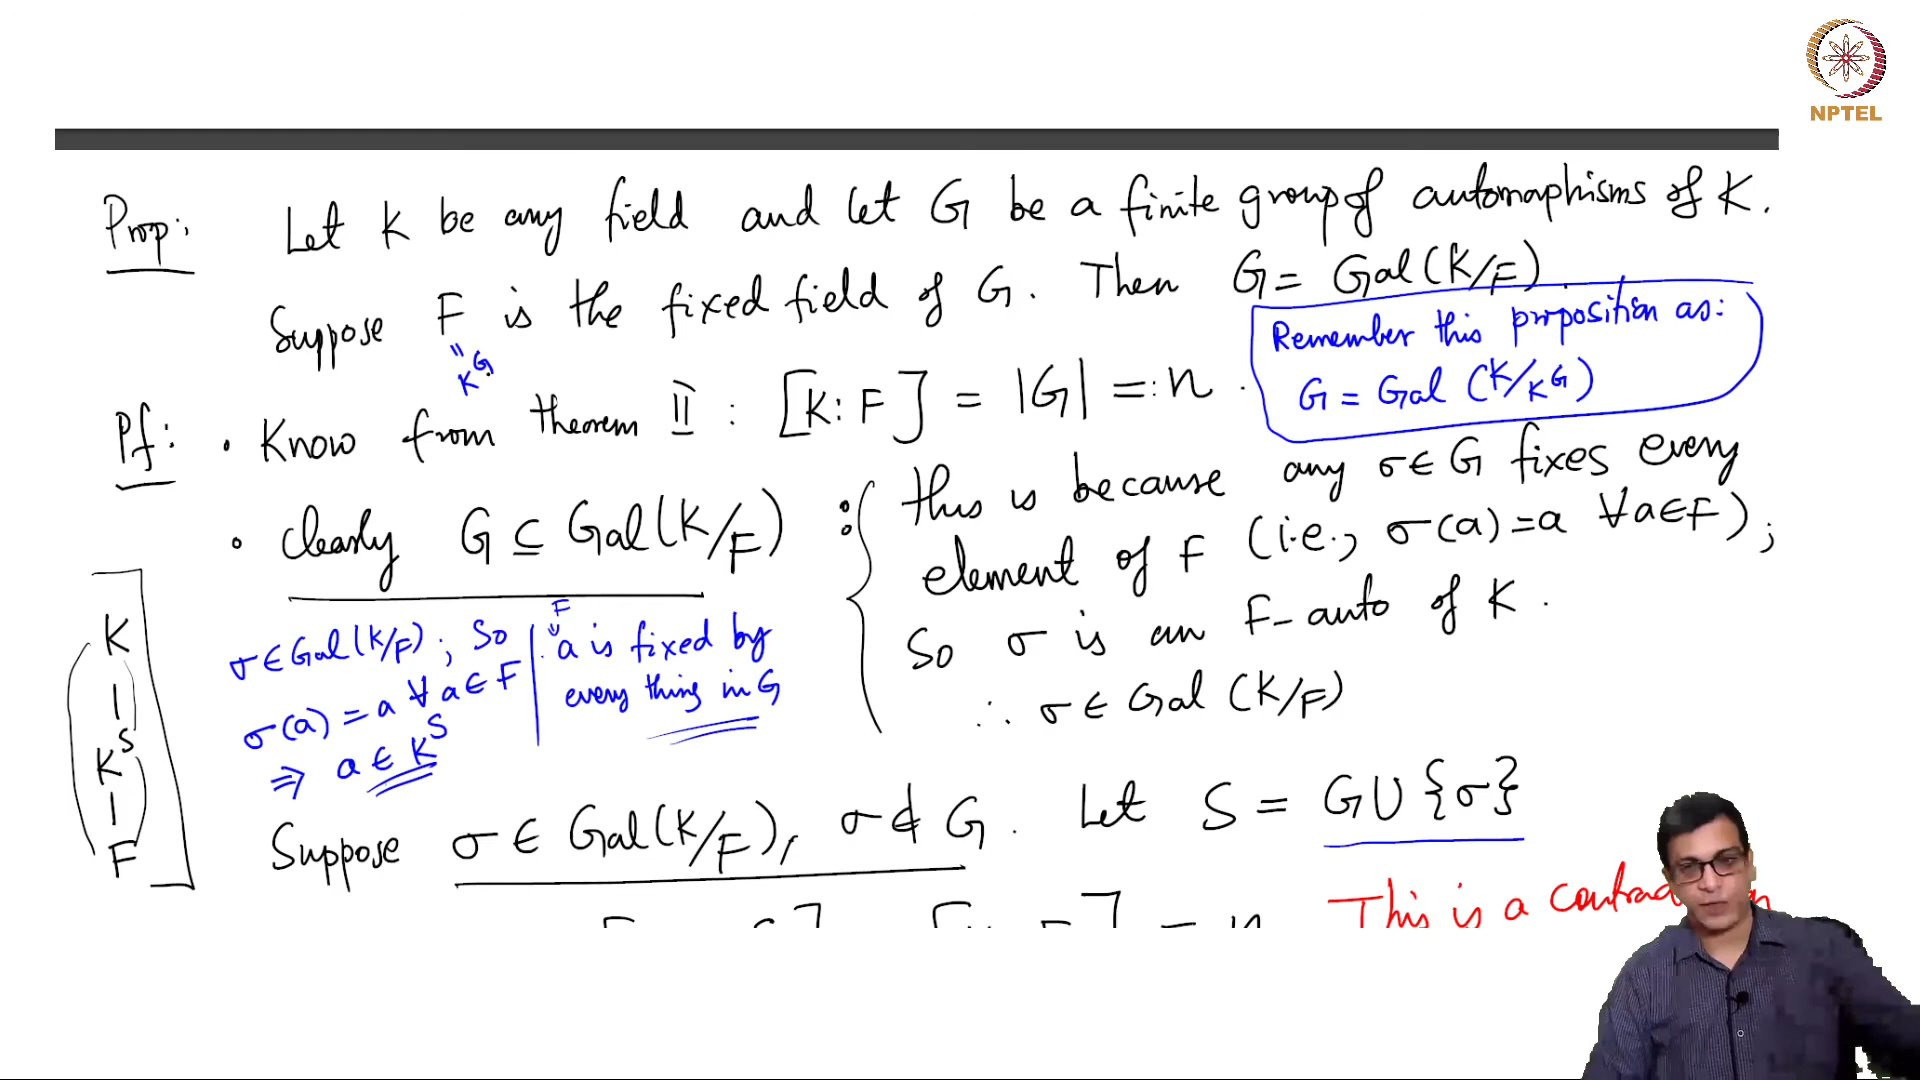 NPTEL
Prop: Let K be any field and let G be a finite group of automorphisms of K.
Suppose F is the fixed field of G. Then G = Gal(K/F).
" K^G
Remember this proposition as:
G = Gal (K/K^G)
Pf: • Know from theorem II : [K:F] = |G| =: n.
• Clearly G ⊆ Gal(K/F) :
this is because any σ ∈ G fixes every
element of F (i.e., σ(a)=a ∀a∈F);
So σ is an F-auto of K.
∴ σ ∈ Gal (K/F)
K
|
K^S
|
F
σ ∈ Gal(K/F); So
σ(a) = a ∀ a ∈ F
⇒ a ∈ K^S
F
a is fixed by
every thing in G
Suppose σ ∈ Gal(K/F), σ ∉ G. Let S = G ∪ {σ}
This is a